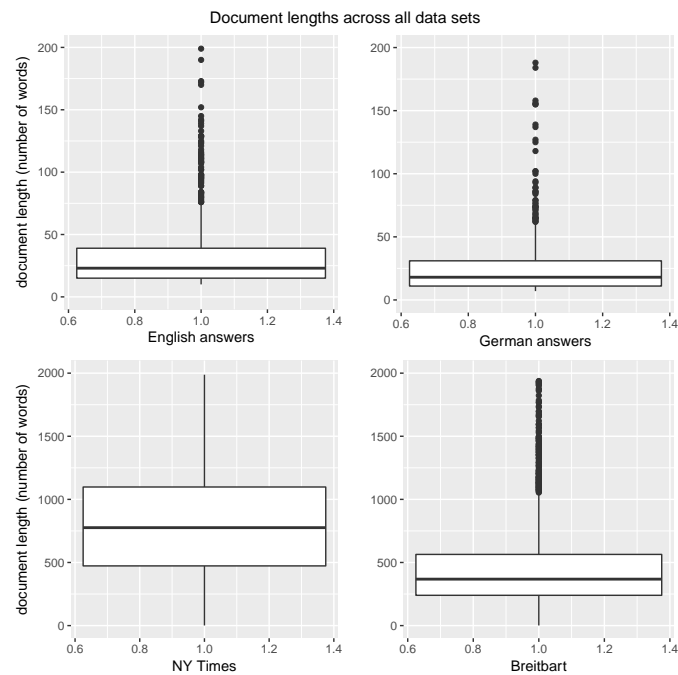 Document lengths across all data sets
document length (number of words)
200
150
100
50
0
0.6 0.8 1.0 1.2 1.4
English answers
200
150
100
50
0
0.6 0.8 1.0 1.2 1.4
German answers
document length (number of words)
2000
1500
1000
500
0
0.6 0.8 1.0 1.2 1.4
NY Times
2000
1500
1000
500
0
0.6 0.8 1.0 1.2 1.4
Breitbart